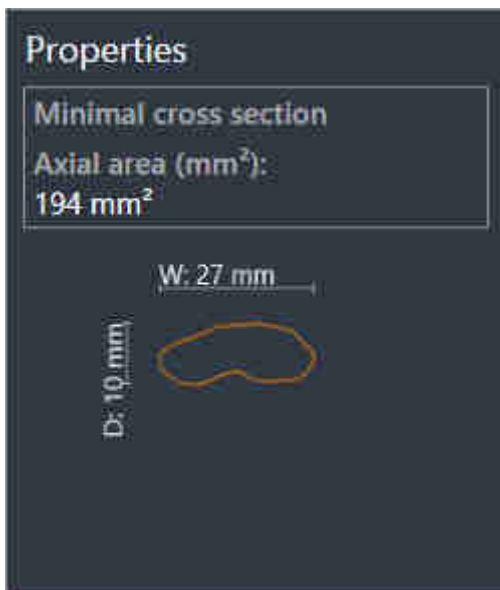 Properties
Minimal cross section
Axial area (mm²):
194 mm²
W: 27 mm
D: 10 mm